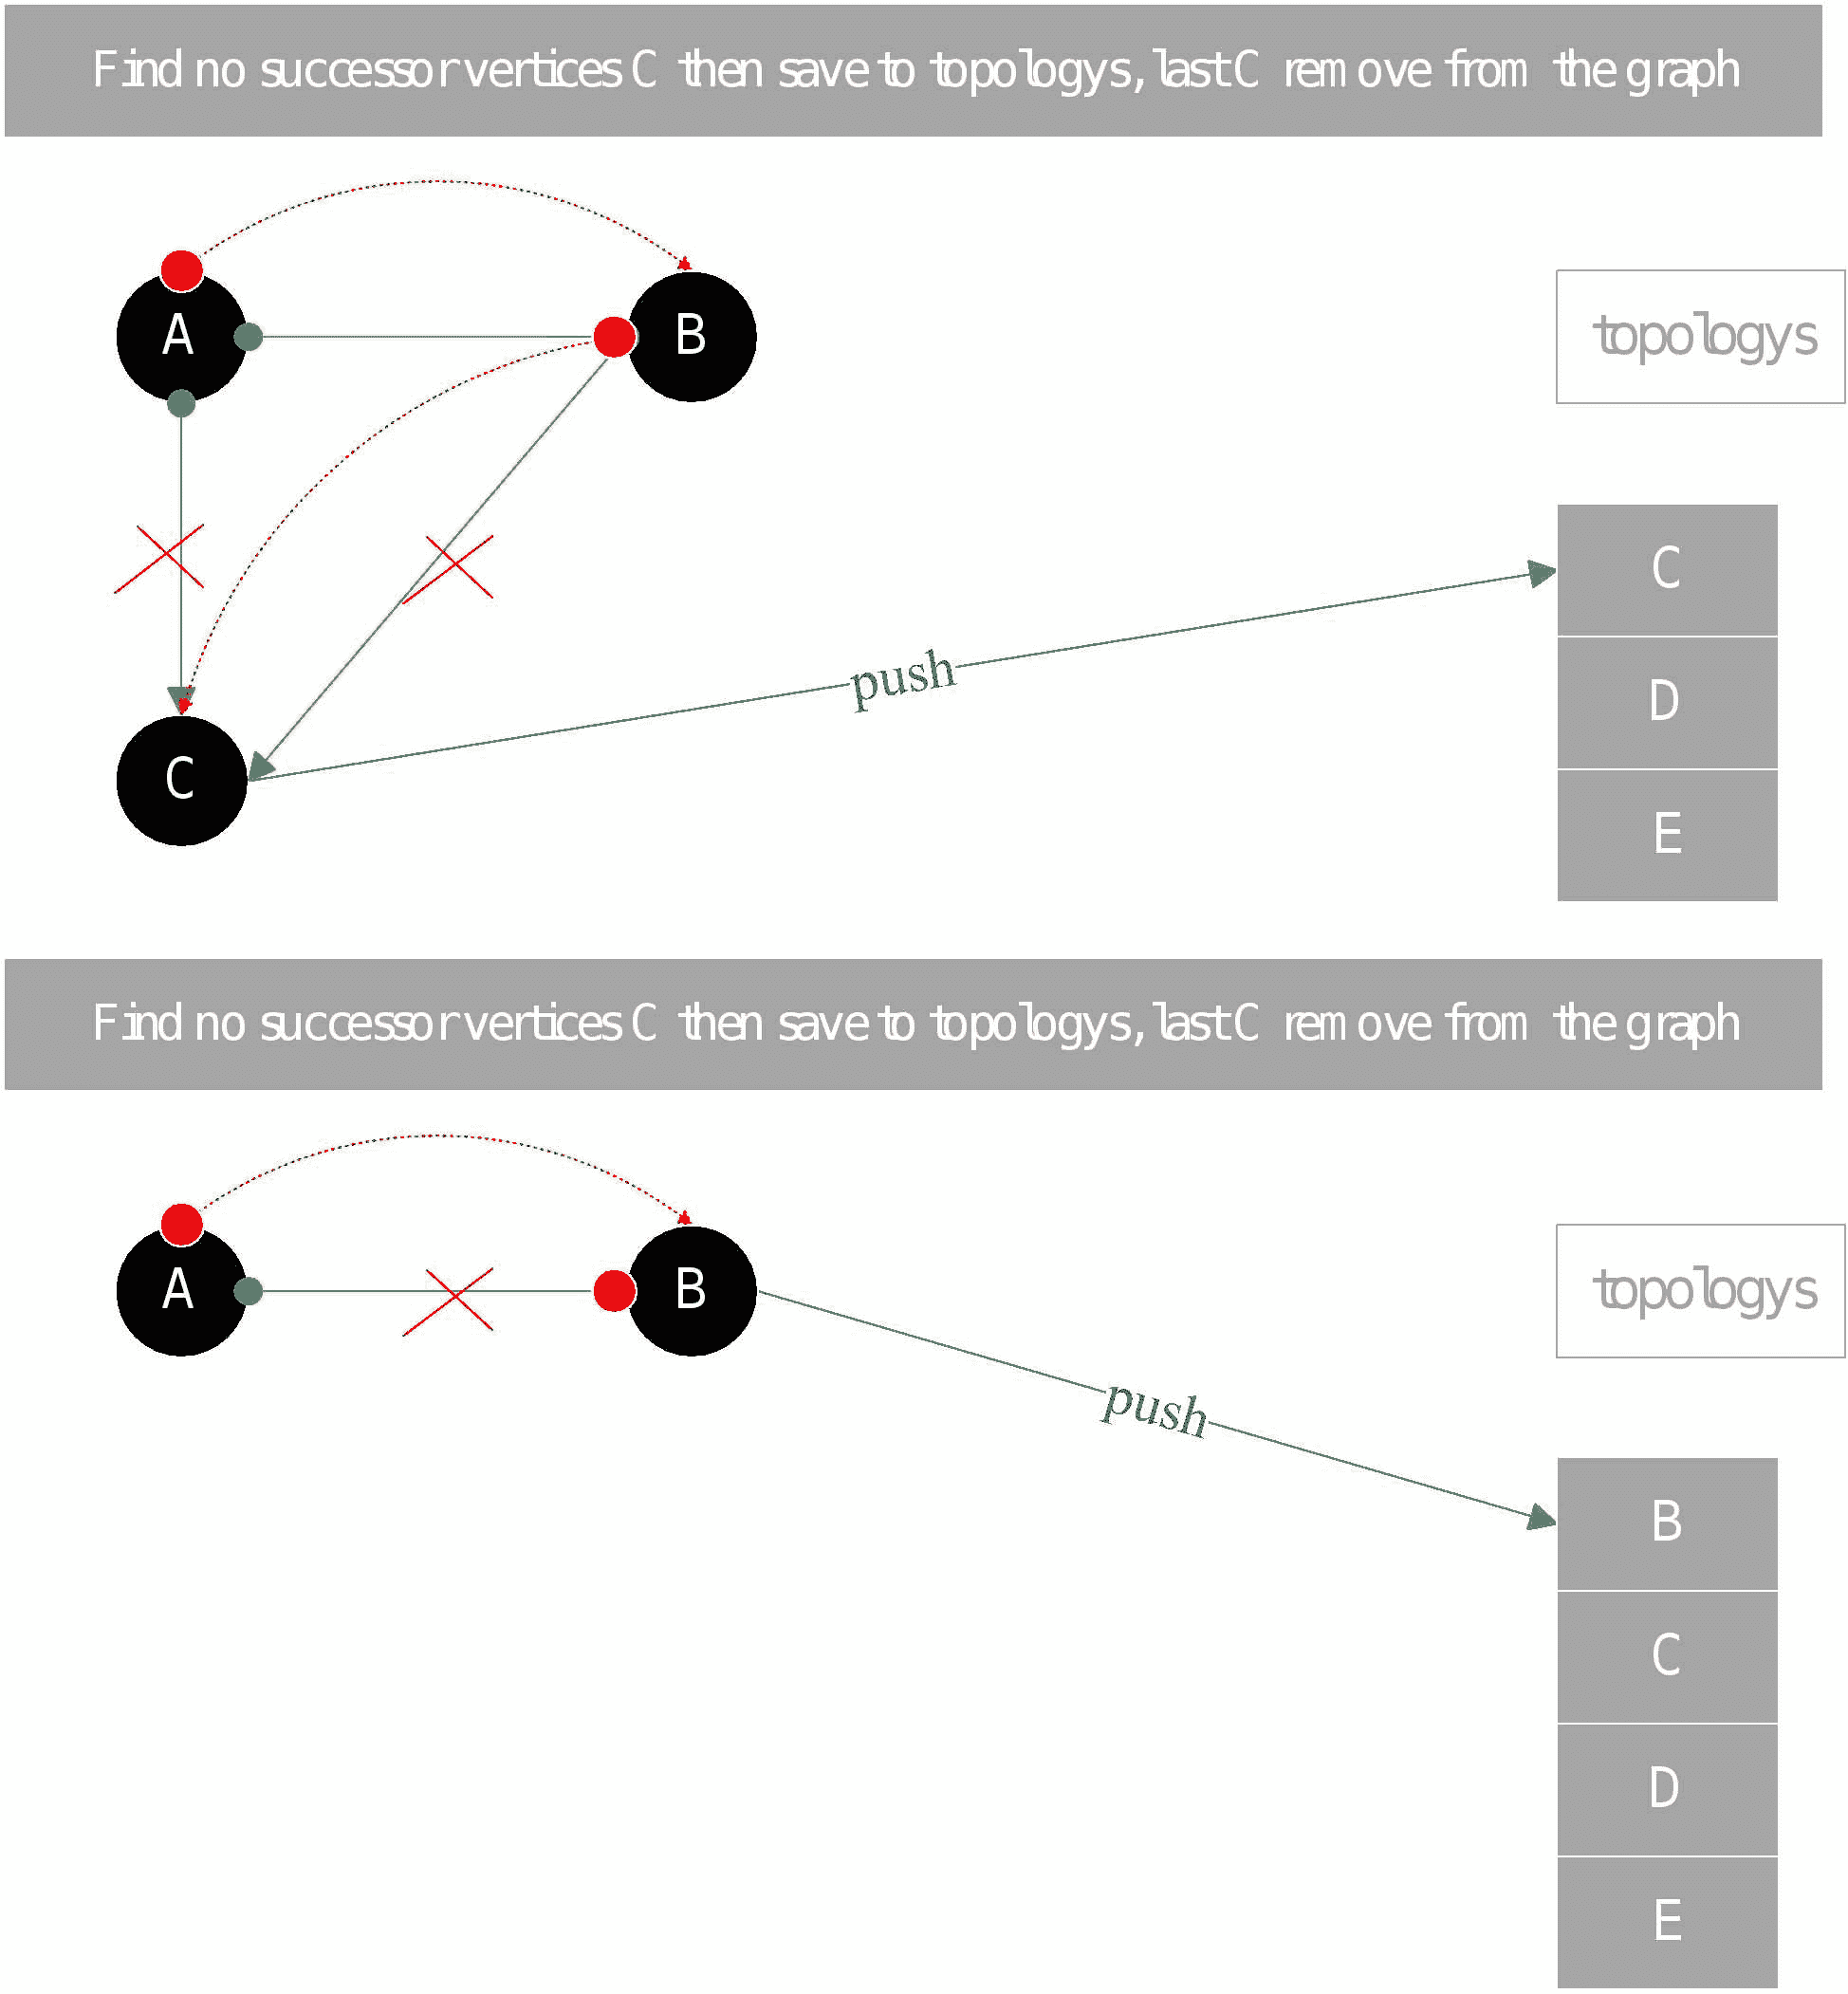 Find no successor vertices C then save to topologys, last C remove from the graph
A
B
topologys
C
push
D
C
E
Find no successor vertices C then save to topologys, last C remove from the graph
A
B
topologys
push
B
C
D
E